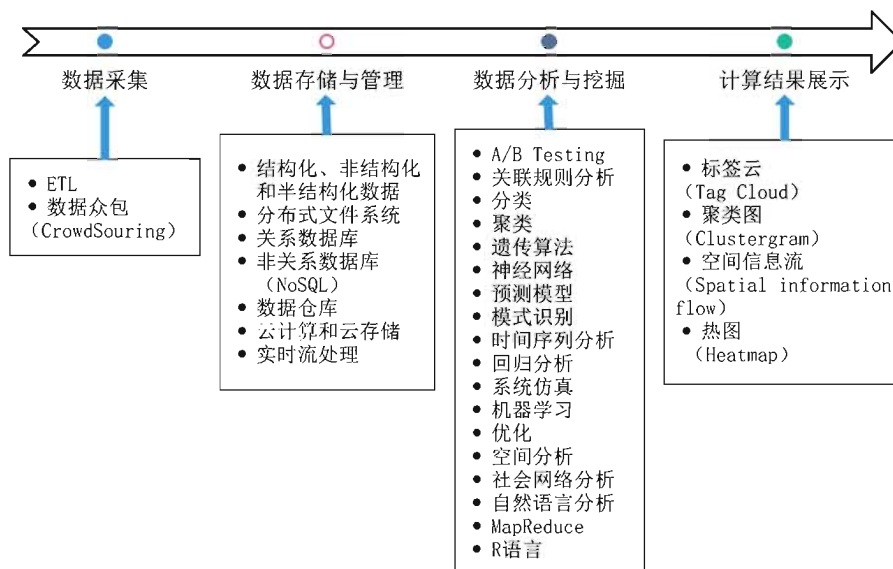 数据采集
数据存储与管理
数据分析与挖掘
计算结果展示
• ETL
• 数据众包
（CrowdSouring）
• 结构化、非结构化
和半结构化数据
• 分布式文件系统
• 关系数据库
• 非关系数据库
（NoSQL）
• 数据仓库
• 云计算和云存储
• 实时流处理
• A/B Testing
• 关联规则分析
• 分类
• 聚类
• 遗传算法
• 神经网络
• 预测模型
• 模式识别
• 时间序列分析
• 回归分析
• 系统仿真
• 机器学习
• 优化
• 空间分析
• 社会网络分析
• 自然语言分析
• MapReduce
• R语言
• 标签云
（Tag Cloud）
• 聚类图
（Clustergram）
• 空间信息流
（Spatial information
flow）
• 热图
（Heatmap）